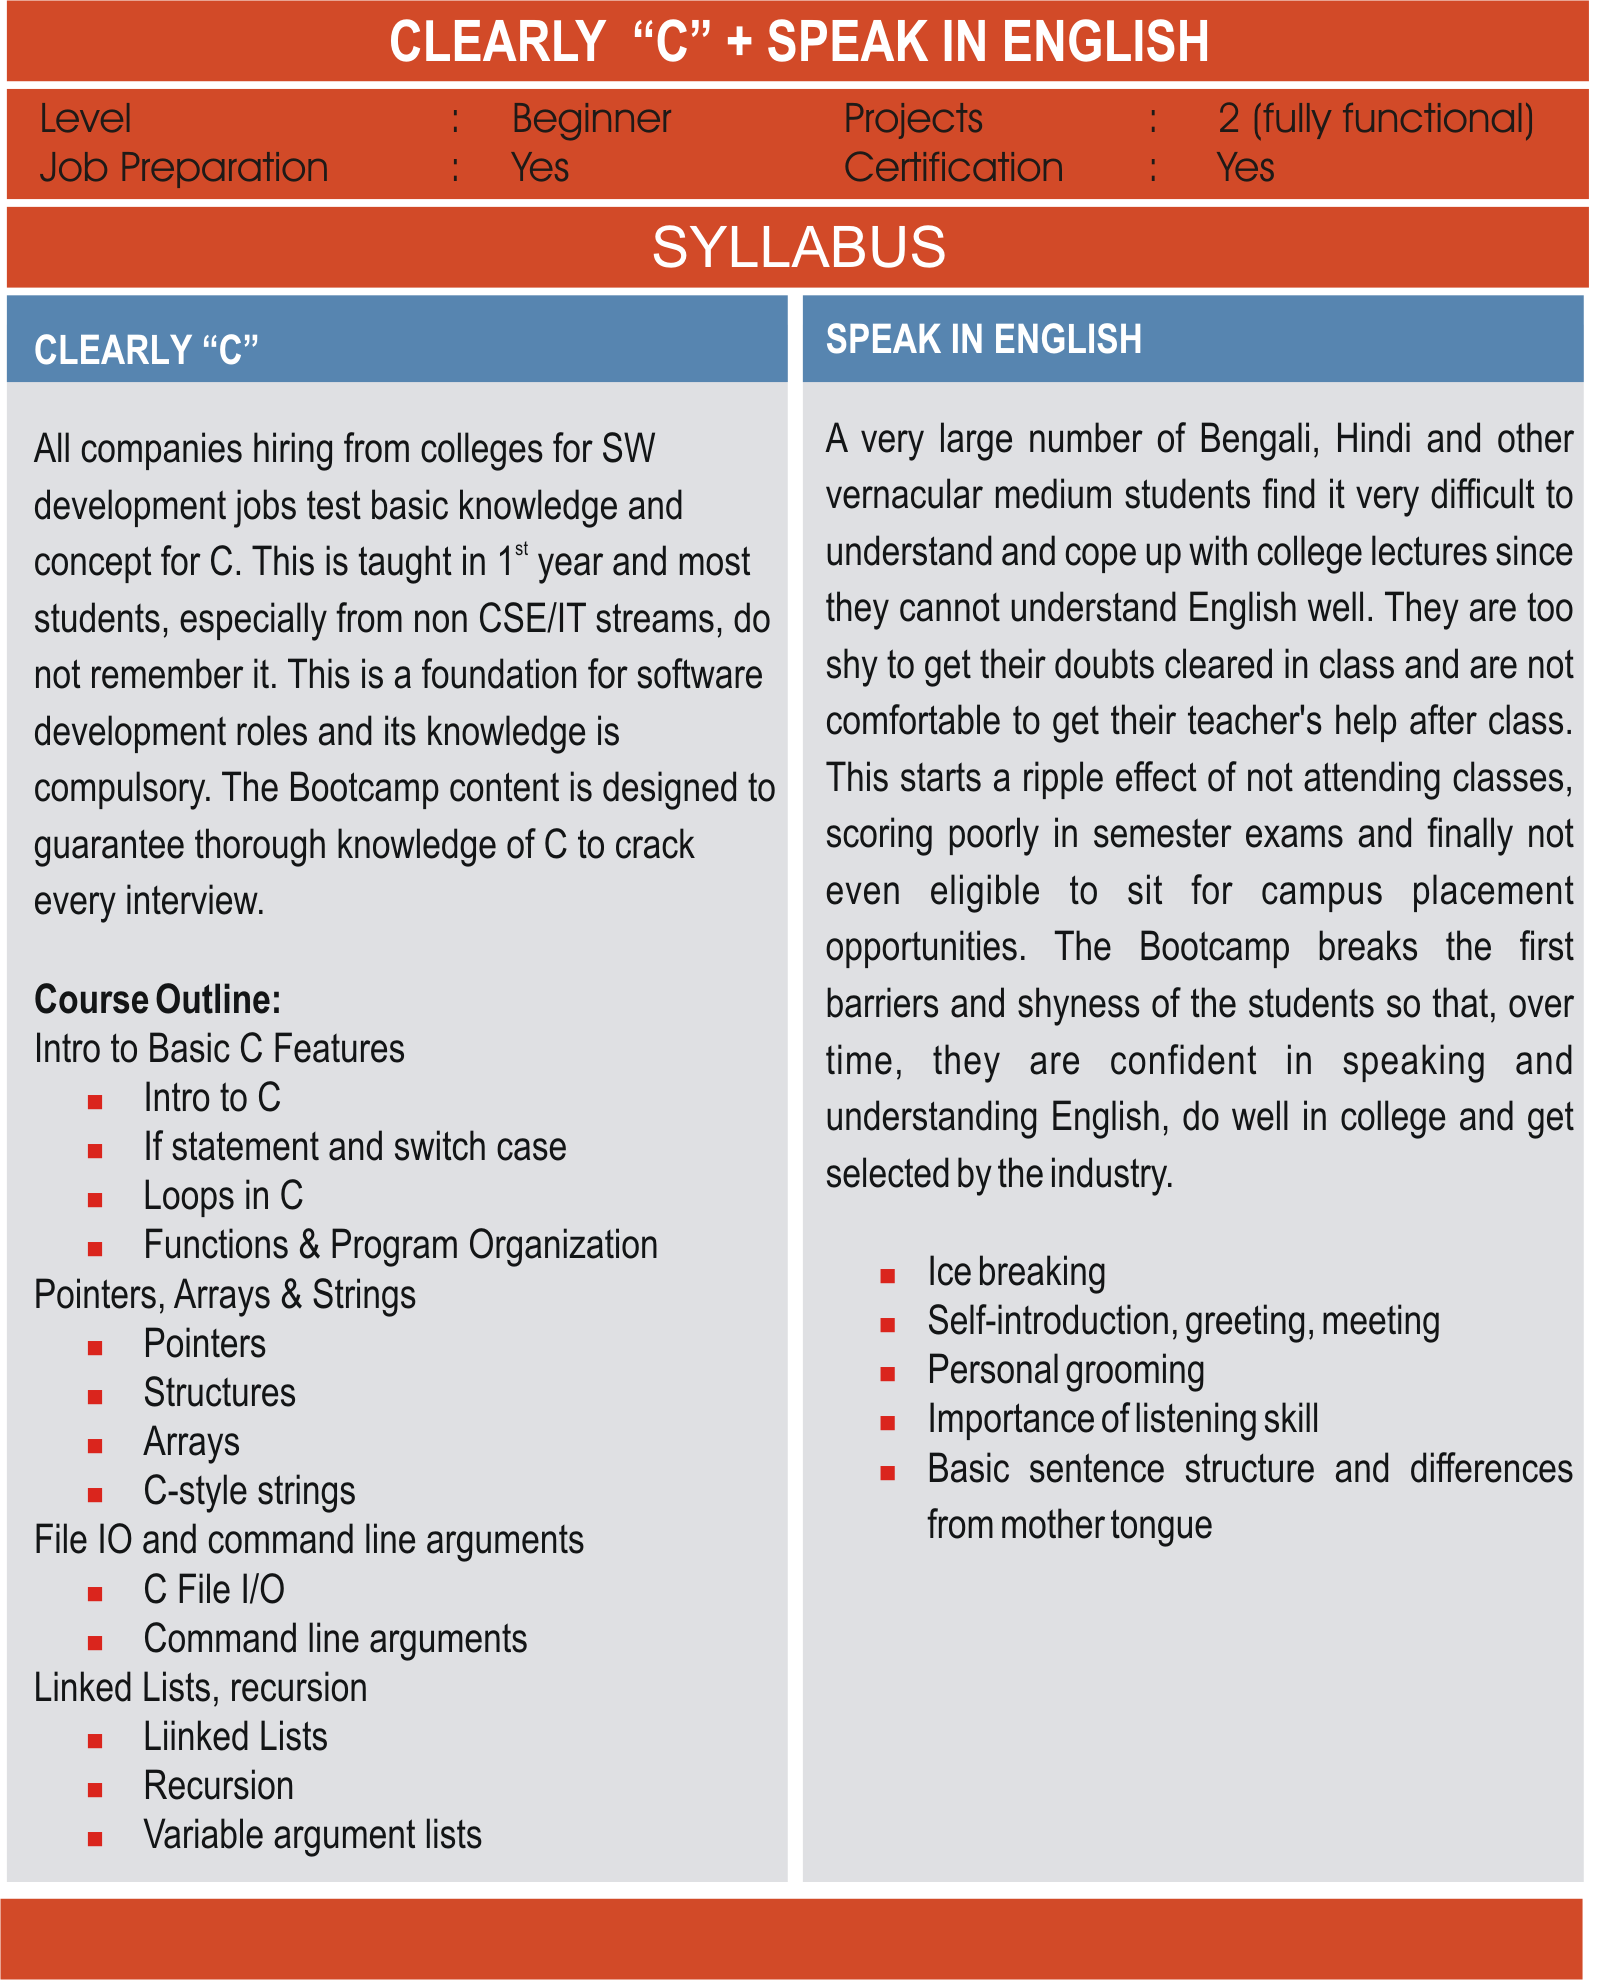 CLEARLY “C” + SPEAK IN ENGLISH
Level : Beginner Projects : 2 (fully functional)
Job Preparation : Yes Certification : Yes
SYLLABUS
CLEARLY “C”
All companies hiring from colleges for SW
development jobs test basic knowledge and
concept for C. This is taught in 1st year and most
students, especially from non CSE/IT streams, do
not remember it. This is a foundation for software
development roles and its knowledge is
compulsory. The Bootcamp content is designed to
guarantee thorough knowledge of C to crack
every interview.
Course Outline:
Intro to Basic C Features
Intro to C
If statement and switch case
Loops in C
Functions & Program Organization
Pointers, Arrays & Strings
Pointers
Structures
Arrays
C-style strings
File IO and command line arguments
C File I/O
Command line arguments
Linked Lists, recursion
Liinked Lists
Recursion
Variable argument lists
SPEAK IN ENGLISH
A very large number of Bengali, Hindi and other
vernacular medium students find it very difficult to
understand and cope up with college lectures since
they cannot understand English well. They are too
shy to get their doubts cleared in class and are not
comfortable to get their teacher's help after class.
This starts a ripple effect of not attending classes,
scoring poorly in semester exams and finally not
even eligible to sit for campus placement
opportunities. The Bootcamp breaks the first
barriers and shyness of the students so that, over
time, they are confident in speaking and
understanding English, do well in college and get
selected by the industry.
Ice breaking
Self-introduction, greeting, meeting
Personal grooming
Importance of listening skill
Basic sentence structure and differences
from mother tongue